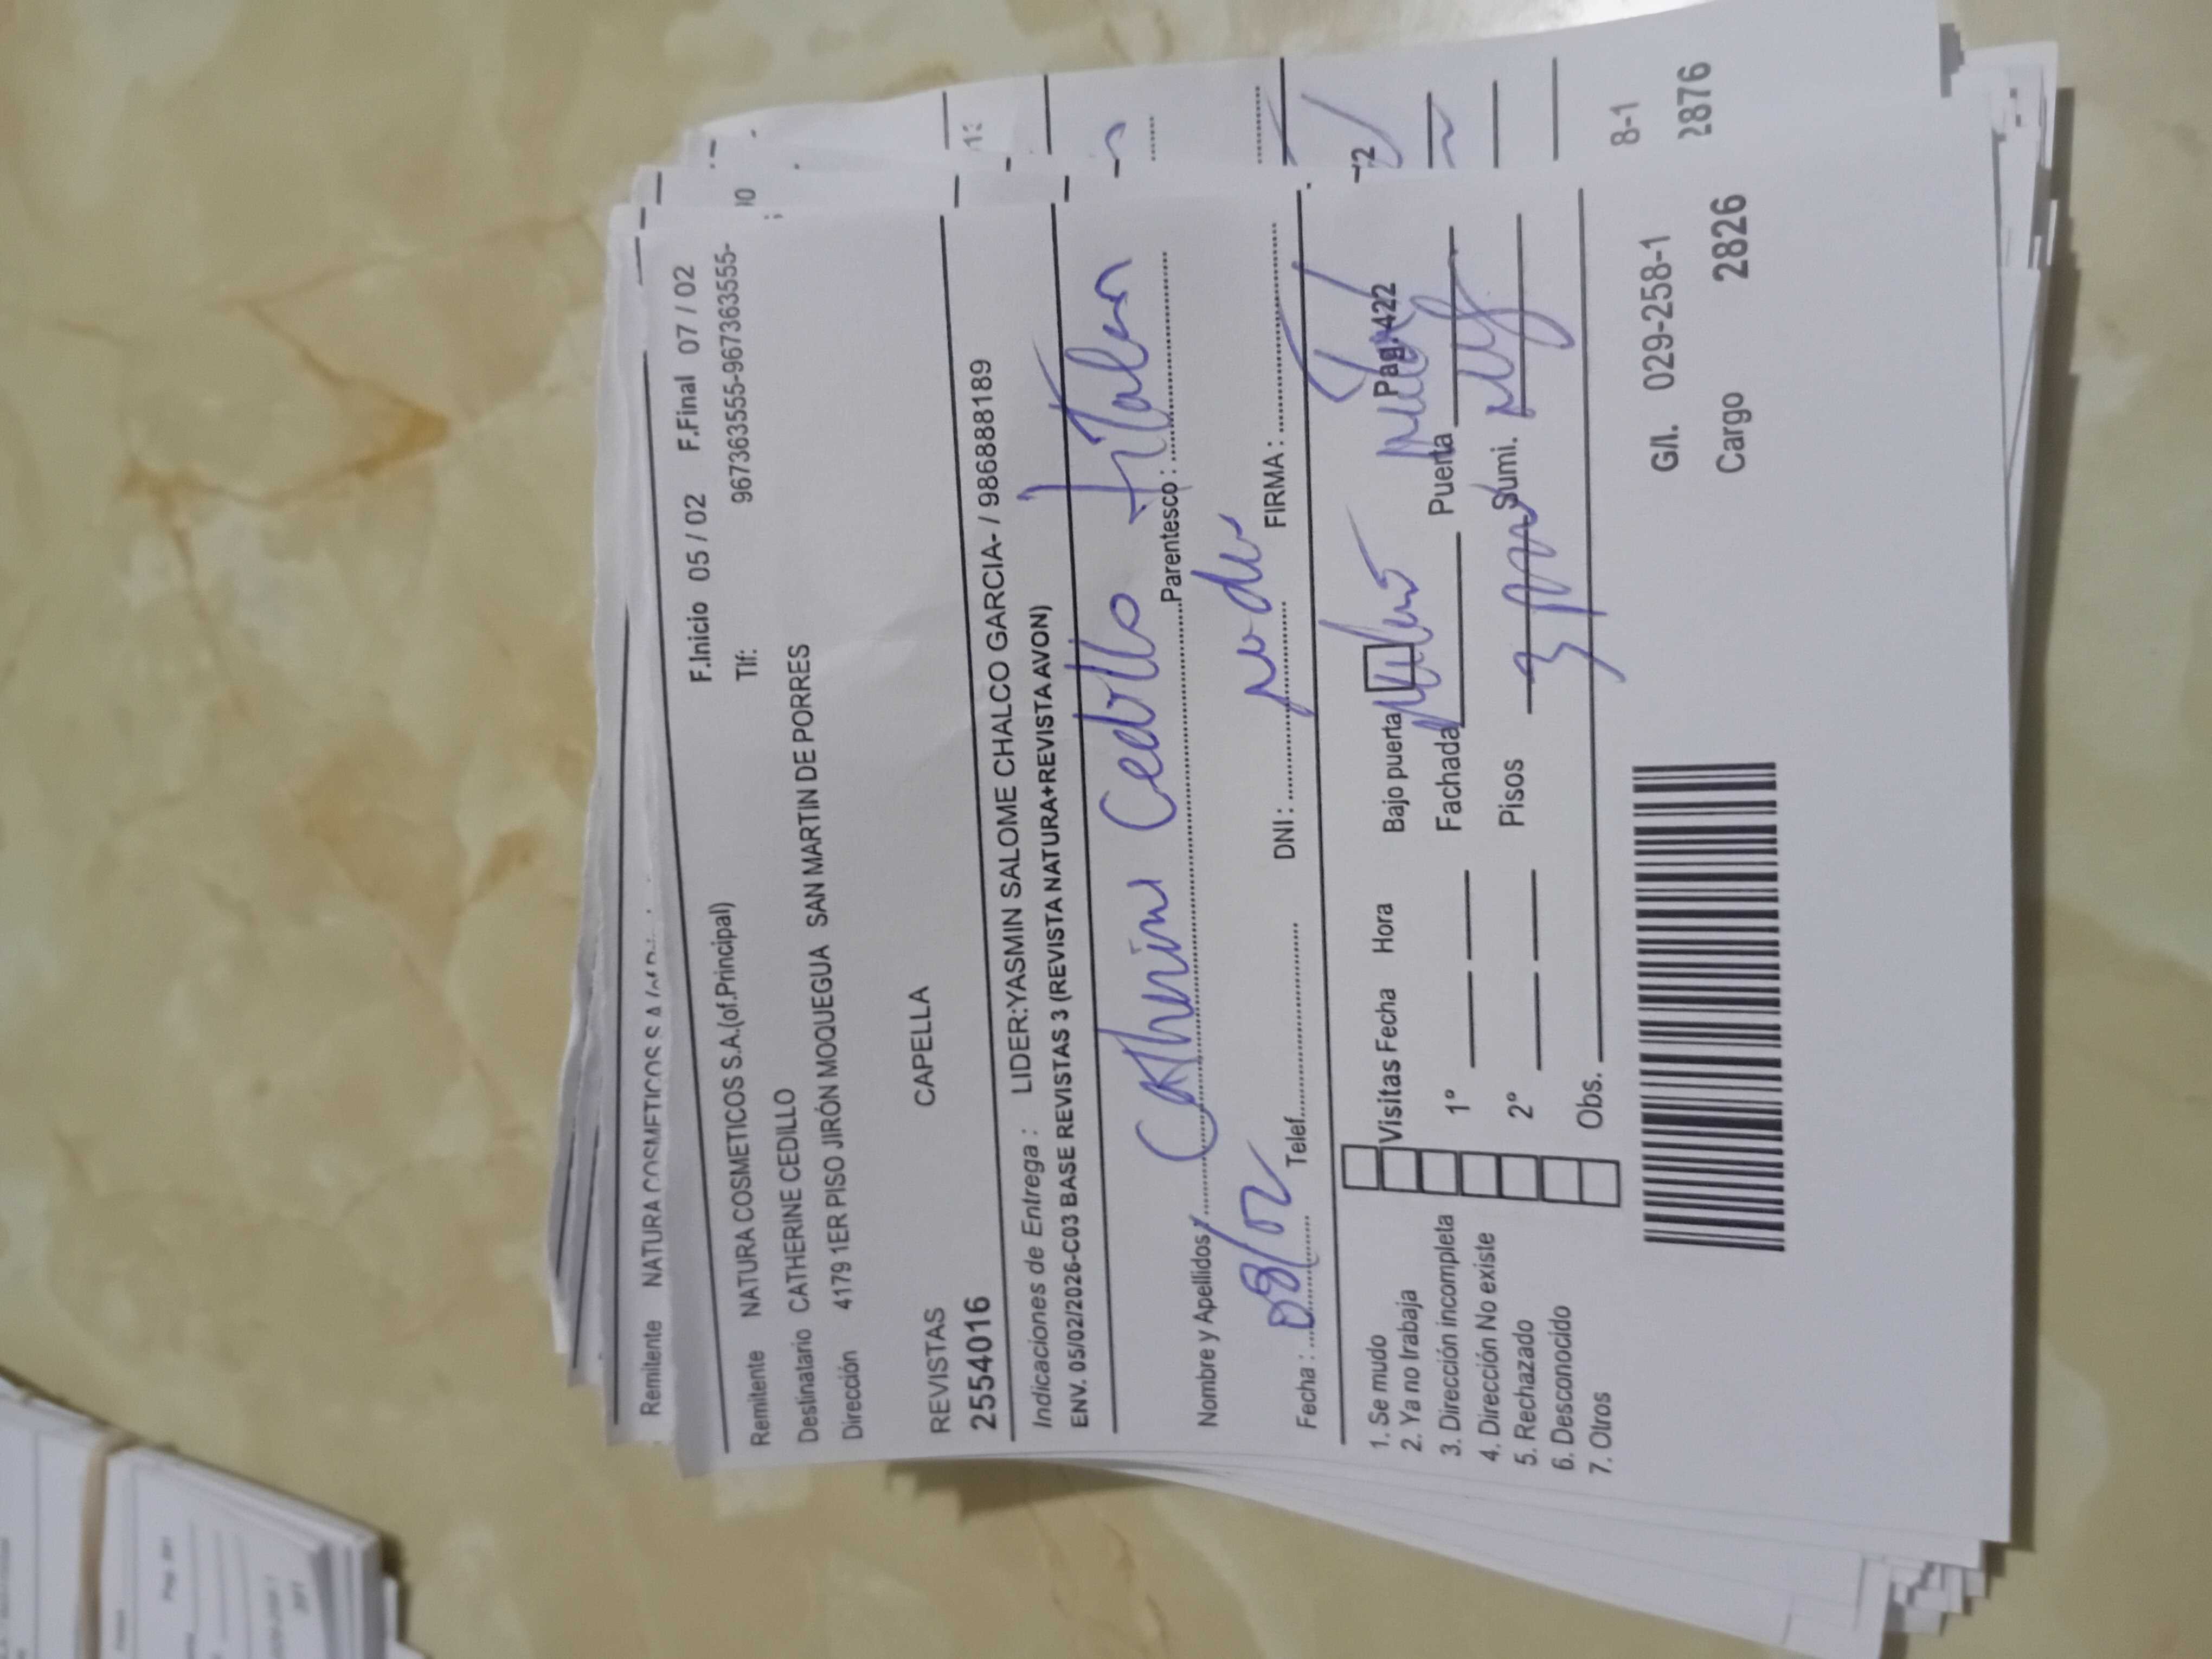 Remitente NATURA COSMETICOS S.A.
Remitente NATURA COSMETICOS S.A.(of.Principal) F.Inicio 05 / 02 F.Final 07 / 02
Destinatario CATHERINE CEDILLO Tlf: 967363555-967363555-
Dirección 4179 1ER PISO JIRÓN MOQUEGUA SAN MARTIN DE PORRES
REVISTAS CAPELLA
2554016
Indicaciones de Entrega : LIDER:YASMIN SALOME CHALCO GARCIA- / 986888189
ENV. 05/02/2026-C03 BASE REVISTAS 3 (REVISTA NATURA+REVISTA AVON)
Nombre y Apellidos Cedillo Titular Parentesco :
Fecha : 08/02 Telef. DNI : FIRMA :
1. Se mudo
2. Ya no trabaja
3. Dirección incompleta
4. Dirección No existe
5. Rechazado
6. Desconocido
7. Otros
Visitas Fecha Hora Bajo puerta Pag.422
1º Fachada Puerta
2º Pisos 3 Sumi.
Obs.
G/I. 029-258-1
Cargo 2826
8-1
2876